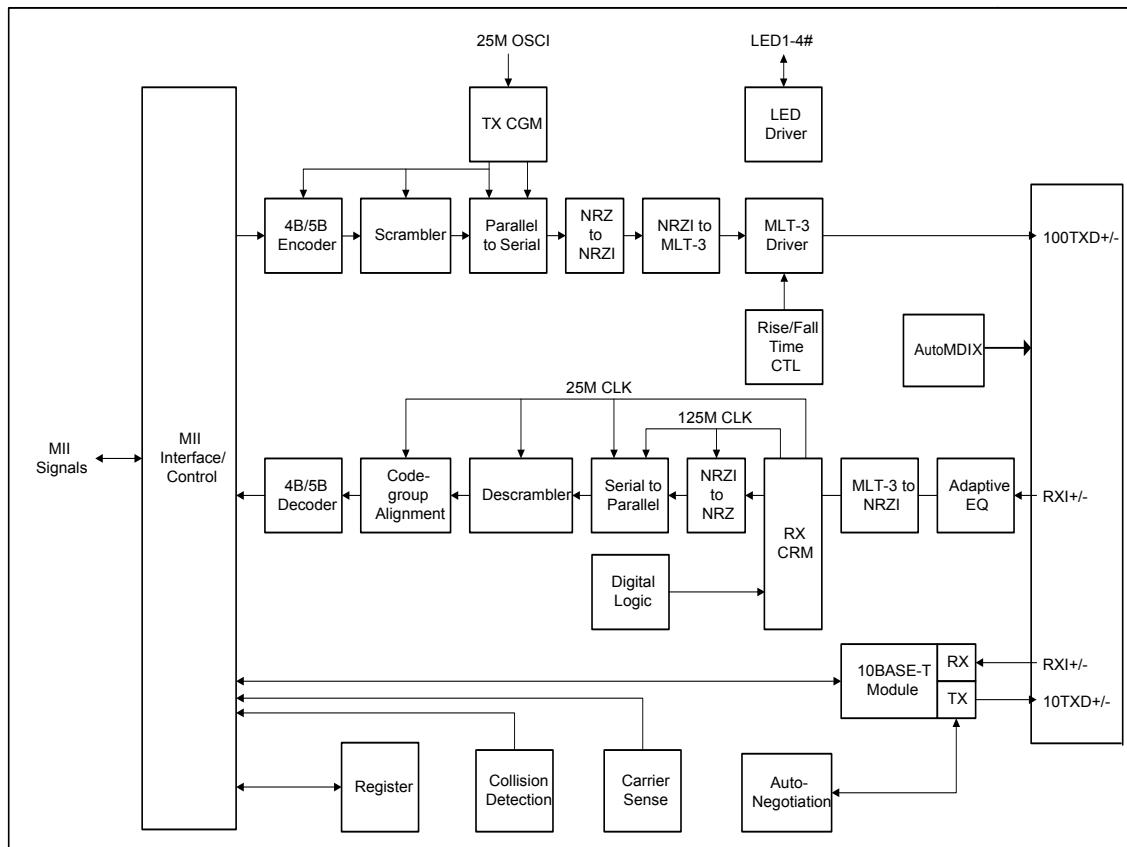 25M OSCI
LED1-4#
TX CGM
LED
Driver
4B/5B
Encoder
Scrambler
Parallel
to Serial
NRZ
to
NRZI
NRZI to
MLT-3
MLT-3
Driver
100TXD+/-
Rise/Fall
Time
CTL
AutoMDIX
25M CLK
125M CLK
MII
Signals
MII
Interface/
Control
4B/5B
Decoder
Code-
group
Alignment
Descrambler
Serial to
Parallel
NRZI
to
NRZ
RX
CRM
MLT-3 to
NRZI
Adaptive
EQ
RXI+/-
Digital
Logic
10BASE-T
Module
RX
TX
RXI+/-
10TXD+/-
Register
Collision
Detection
Carrier
Sense
Auto-
Negotiation